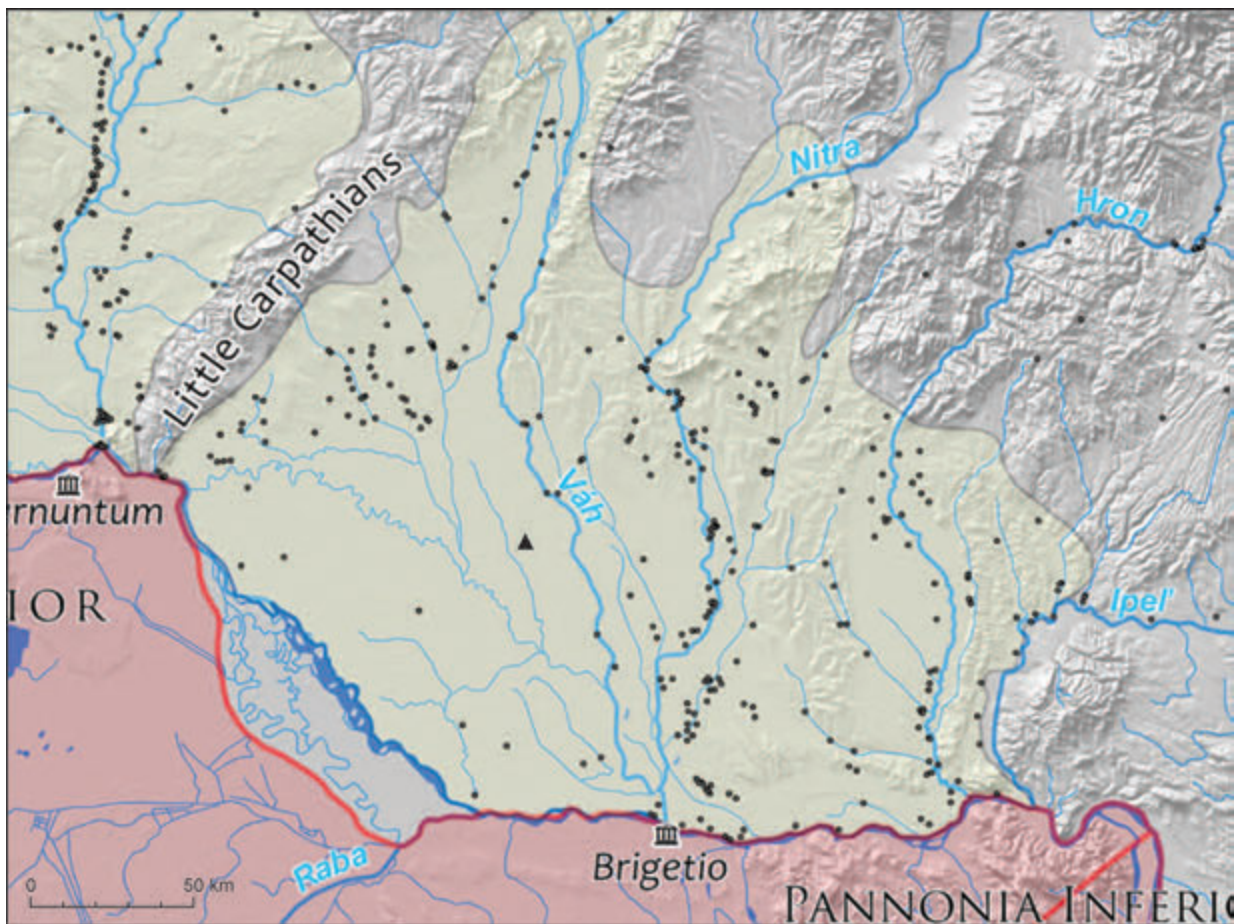 Nitra
Hron
Little Carpathians
Váh
rnuntum
IOR
Ipel'
Raba
Brigetio
0 50 km
PANNONIA INFERIO